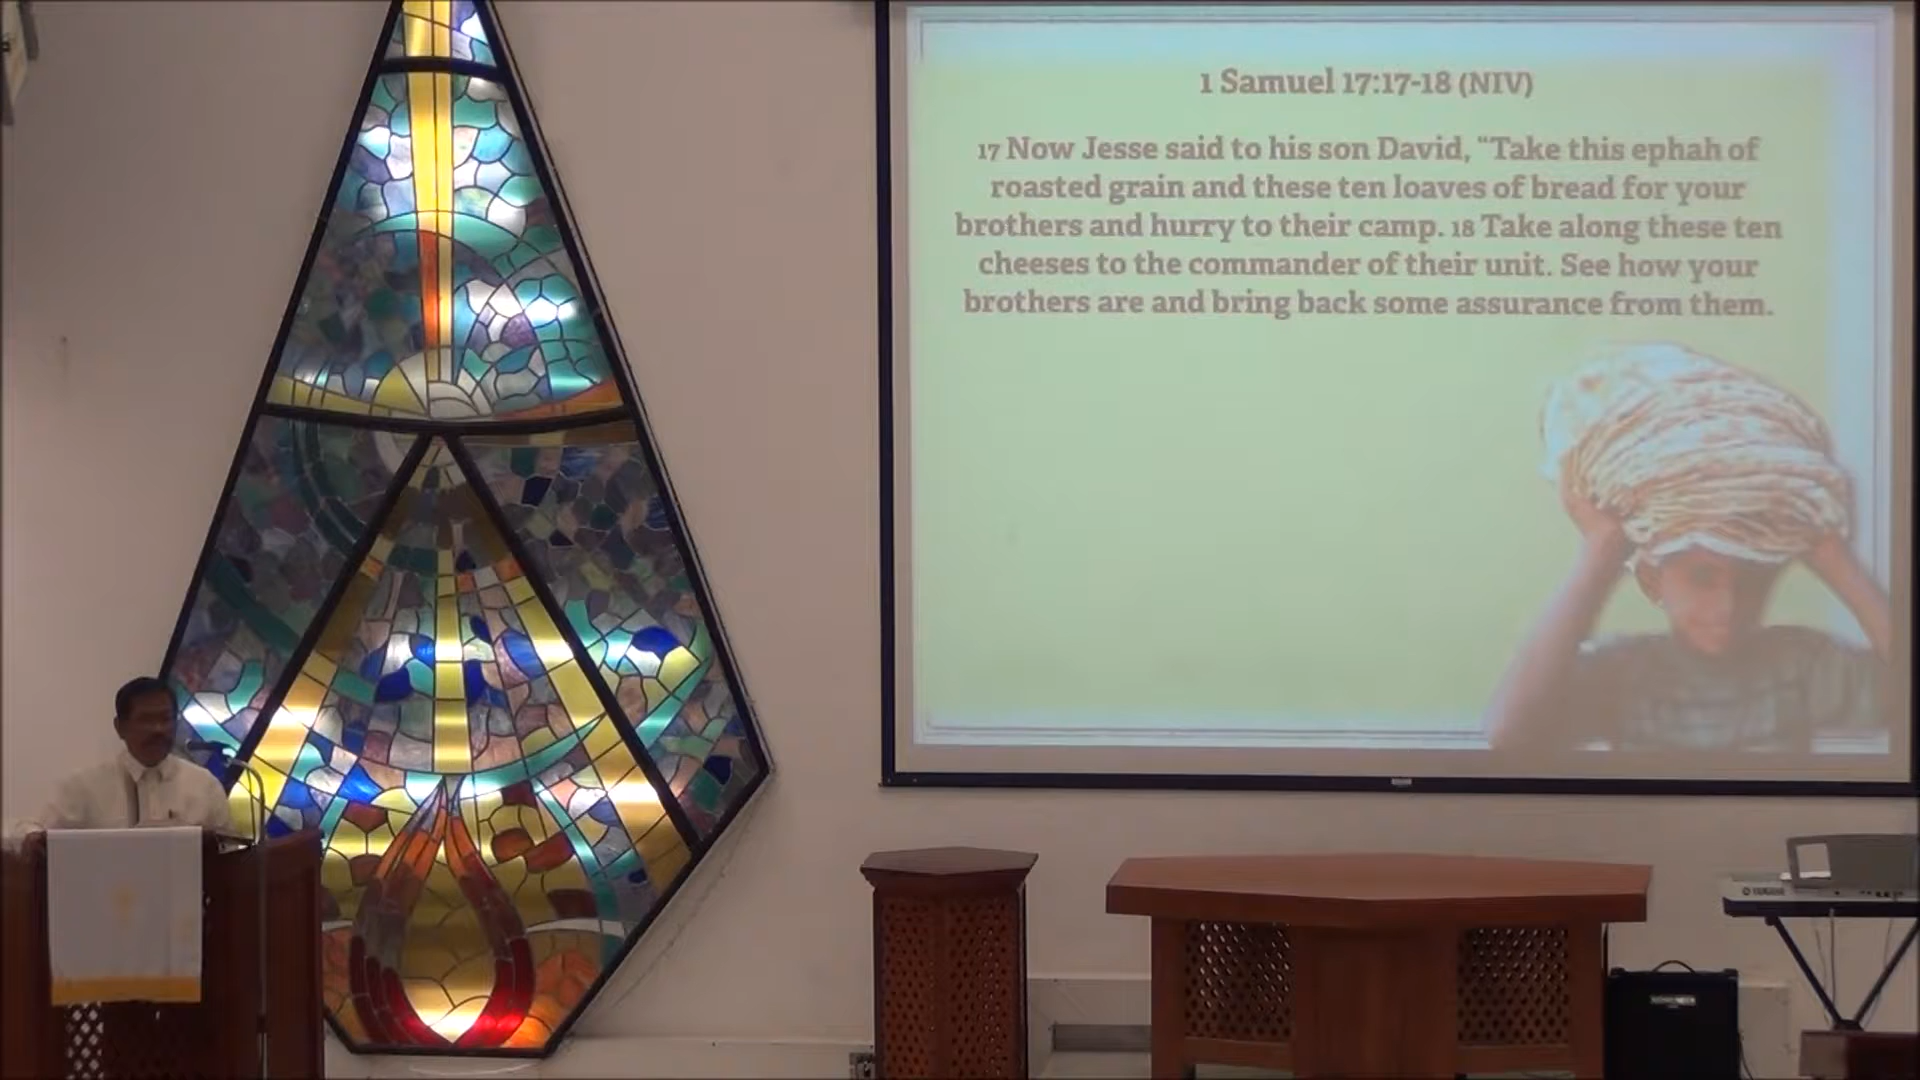 1 Samuel 17:17-18 (NIV)
17 Now Jesse said to his son David, “Take this ephah of
roasted grain and these ten loaves of bread for your
brothers and hurry to their camp. 18 Take along these ten
cheeses to the commander of their unit. See how your
brothers are and bring back some assurance from them.
YAMAHA